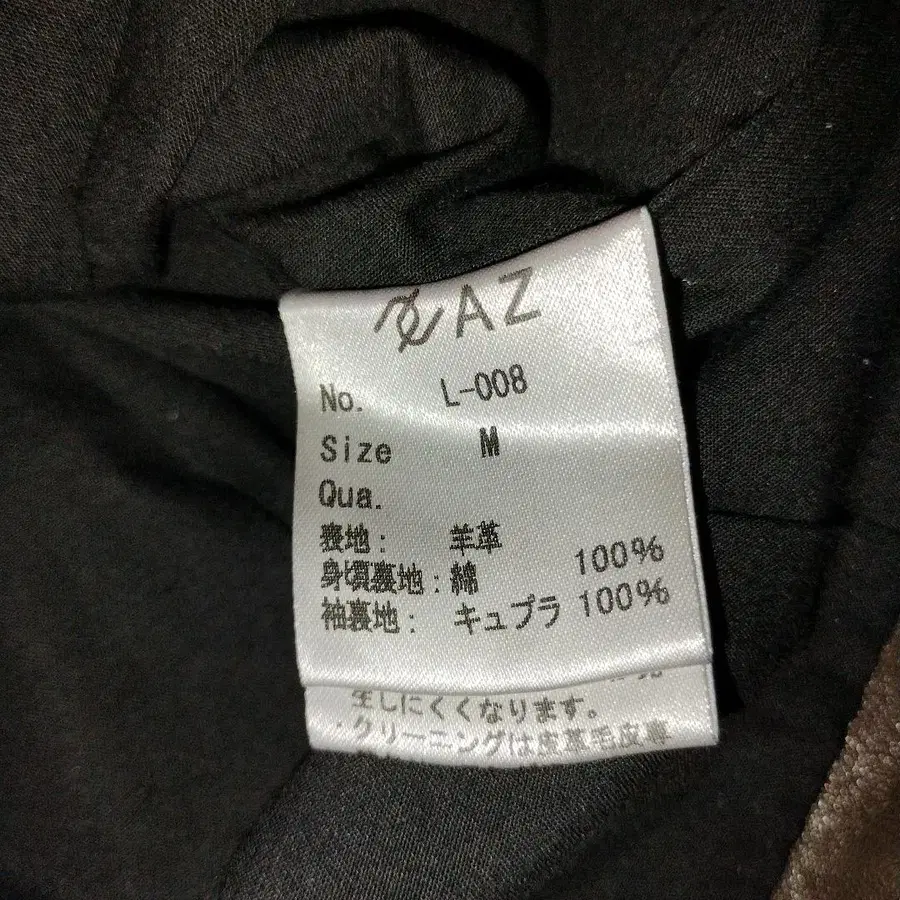 AZ
No. L-008
Size M
Qua.
表地: 羊革
身頃裏地: 綿 100%
袖裏地: キュプラ 100%
生しにくくなります。
・クリーニングは皮革毛皮専